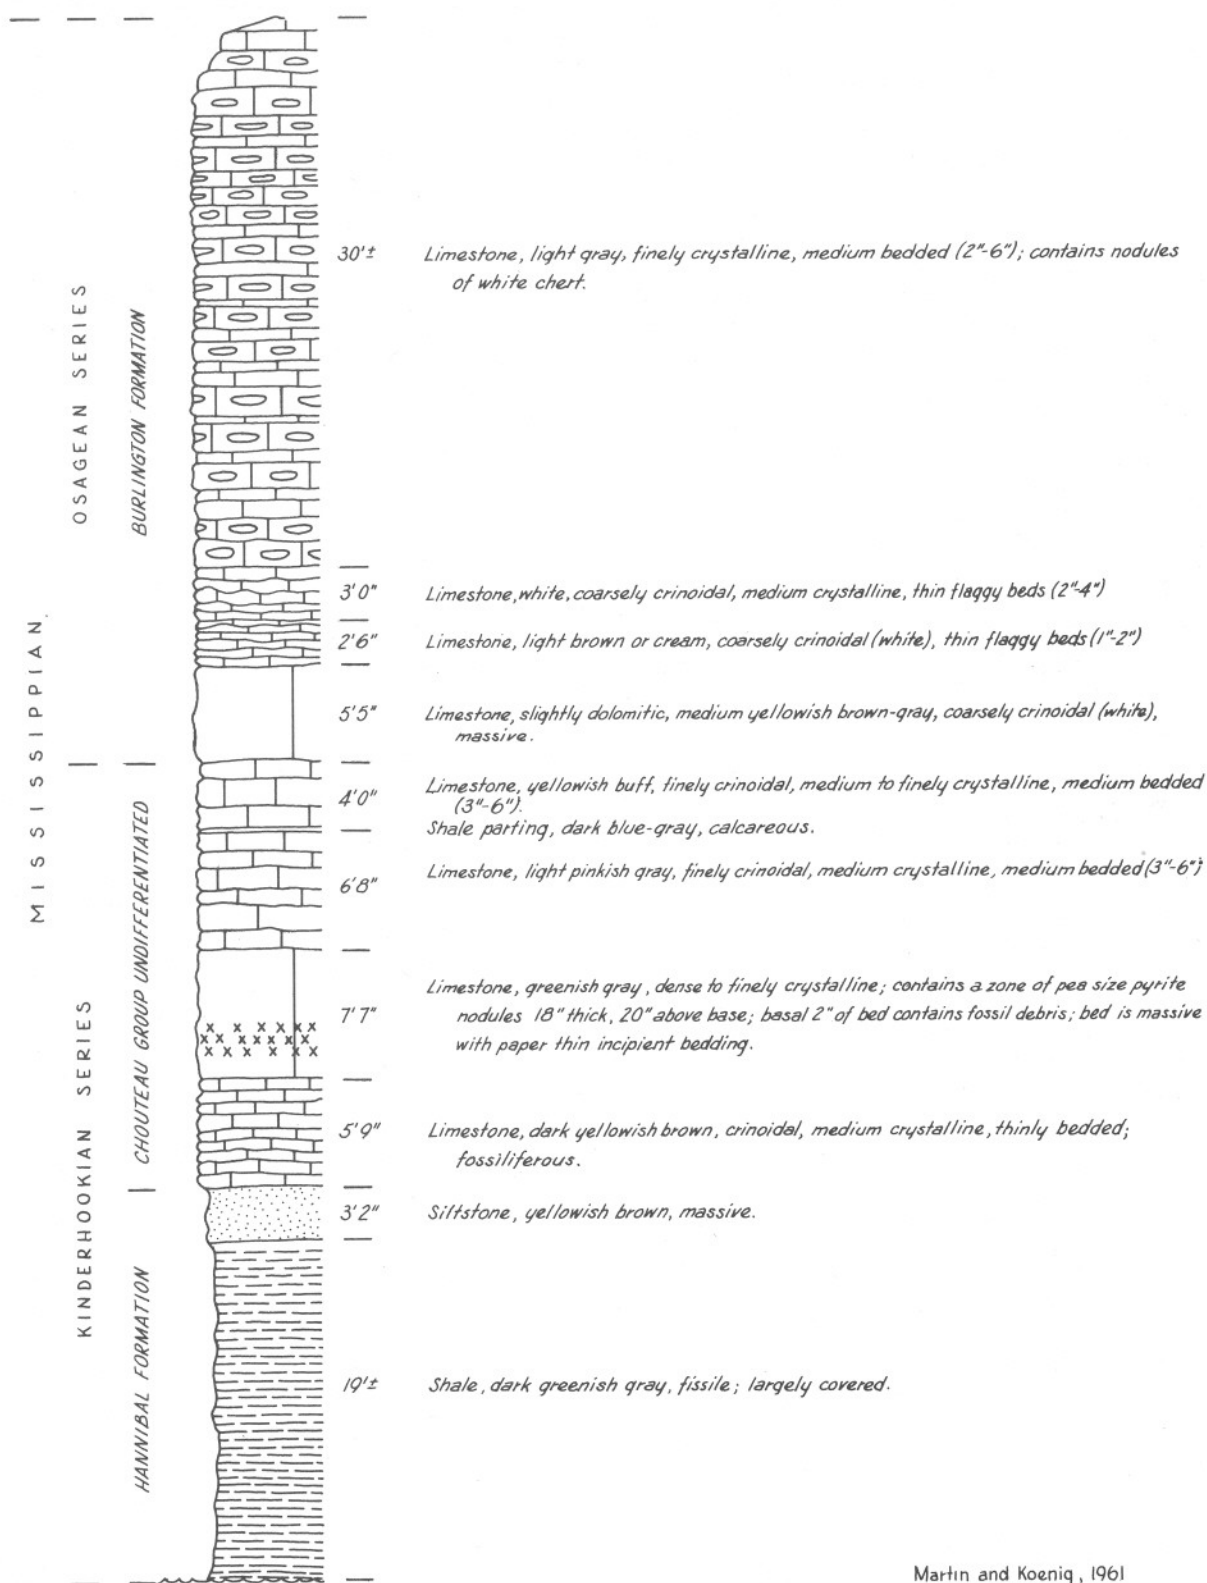 MISSISSIPPIAN
OSAGEAN SERIES
BURLINGTON FORMATION
30'± Limestone, light gray, finely crystalline, medium bedded (2"-6"); contains nodules
of white chert.
3'0" Limestone, white, coarsely crinoidal, medium crystalline, thin flaggy beds (2"-4")
2'6" Limestone, light brown or cream, coarsely crinoidal (white), thin flaggy beds (1"-2")
5'5" Limestone, slightly dolomitic, medium yellowish brown-gray, coarsely crinoidal (white),
massive.
KINDERHOOKIAN SERIES
CHOUTEAU GROUP UNDIFFERENTIATED
4'0" Limestone, yellowish buff, finely crinoidal, medium to finely crystalline, medium bedded
(3"-6").
Shale parting, dark blue-gray, calcareous.
6'8" Limestone, light pinkish gray, finely crinoidal, medium crystalline, medium bedded (3"-6");
7'7" Limestone, greenish gray, dense to finely crystalline; contains a zone of pea size pyrite
nodules 18" thick, 20" above base; basal 2" of bed contains fossil debris; bed is massive
with paper thin incipient bedding.
5'9" Limestone, dark yellowish brown, crinoidal, medium crystalline, thinly bedded;
fossiliferous.
HANNIBAL FORMATION
3'2" Siltstone, yellowish brown, massive.
19'± Shale, dark greenish gray, fissile; largely covered.
Martin and Koenig, 1961